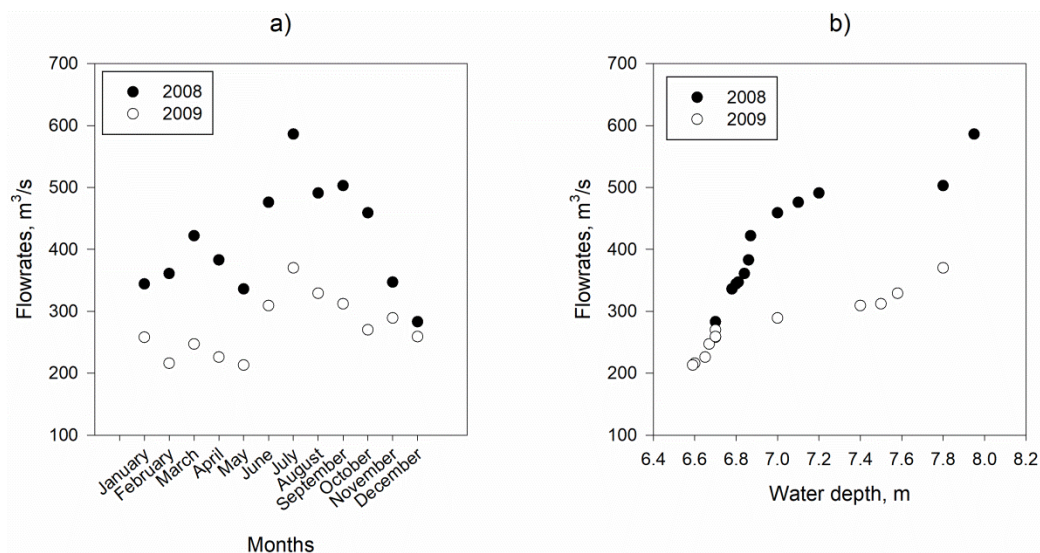 a)
700
600
500
400
300
200
100
Flowrates, m³/s
2008
2009
January
February
March
April
May
June
July
August
September
October
November
December
Months
b)
700
600
500
400
300
200
100
Flowrates, m³/s
2008
2009
6.4 6.6 6.8 7.0 7.2 7.4 7.6 7.8 8.0 8.2
Water depth, m